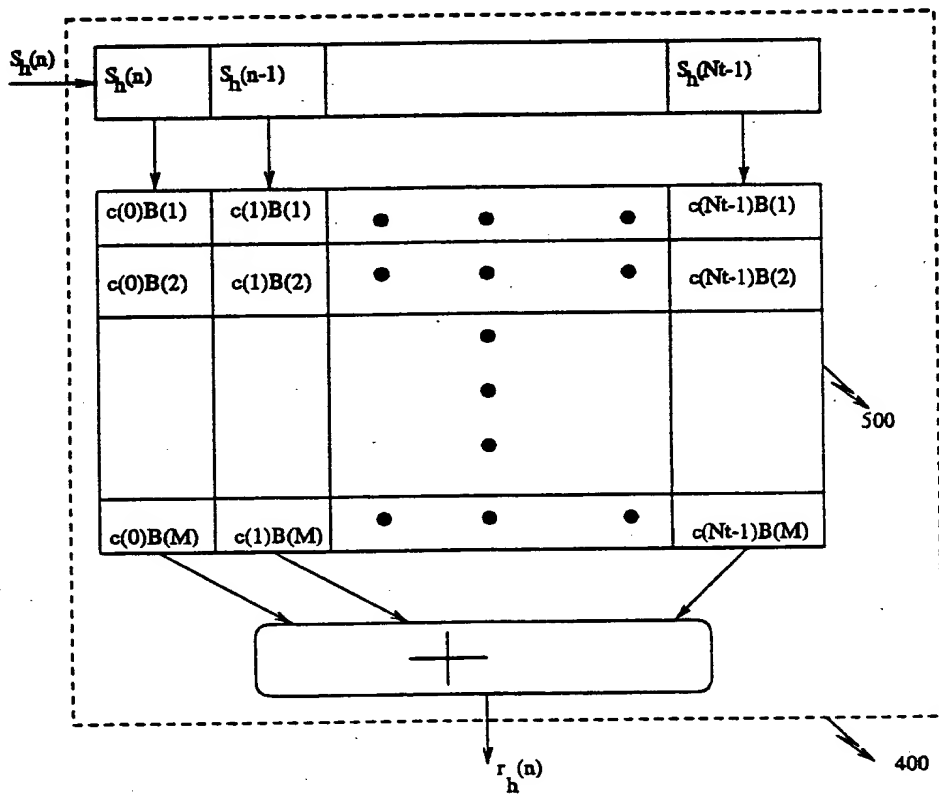 S_h(n)
S_h(n) S_h(n-1) S_h(Nt-1)
c(0)B(1) c(1)B(1) c(Nt-1)B(1)
c(0)B(2) c(1)B(2) c(Nt-1)B(2)
500
c(0)B(M) c(1)B(M) c(Nt-1)B(M)
+
r_h(n)
400